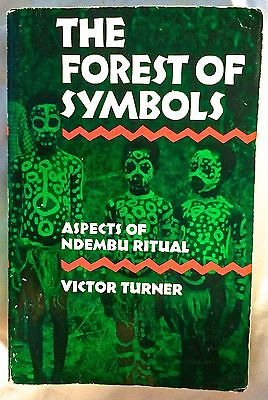 THE
FOREST OF
SYMBOLS
ASPECTS OF
NDEMBU RITUAL
VICTOR TURNER